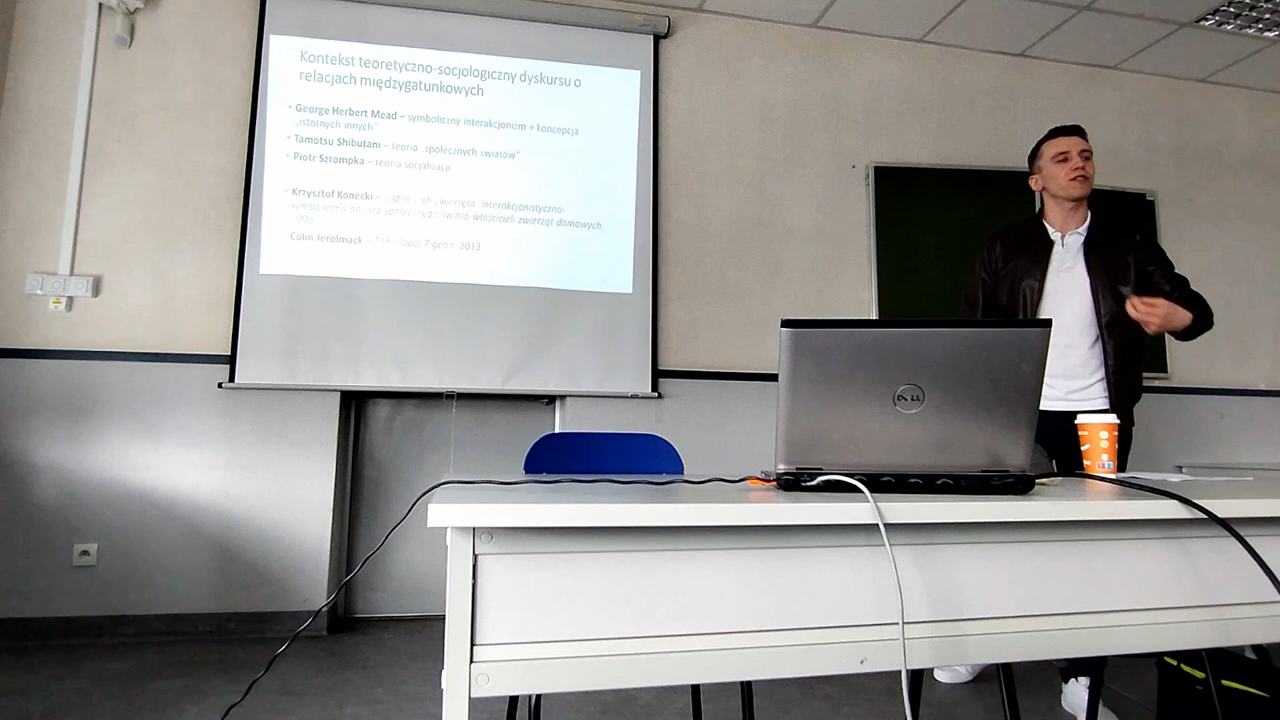 Kontekst teoretyczno-socjologiczny dyskursu o
relacjach międzygatunkowych
• George Herbert Mead – symboliczny interakcjonizm + koncepcja
„istotnych innych”
• Tamotsu Shibutani – teoria „społecznych światów”
• Piotr Sztompka – teoria socjalizacji
• Krzysztof Konecki – Ludzie i ich zwierzęta. Interakcjonistyczno-
symboliczna analiza społecznego świata właścicieli zwierząt domowych,
Colin Jerolmack – The Global Pigeon, 2013
DELL